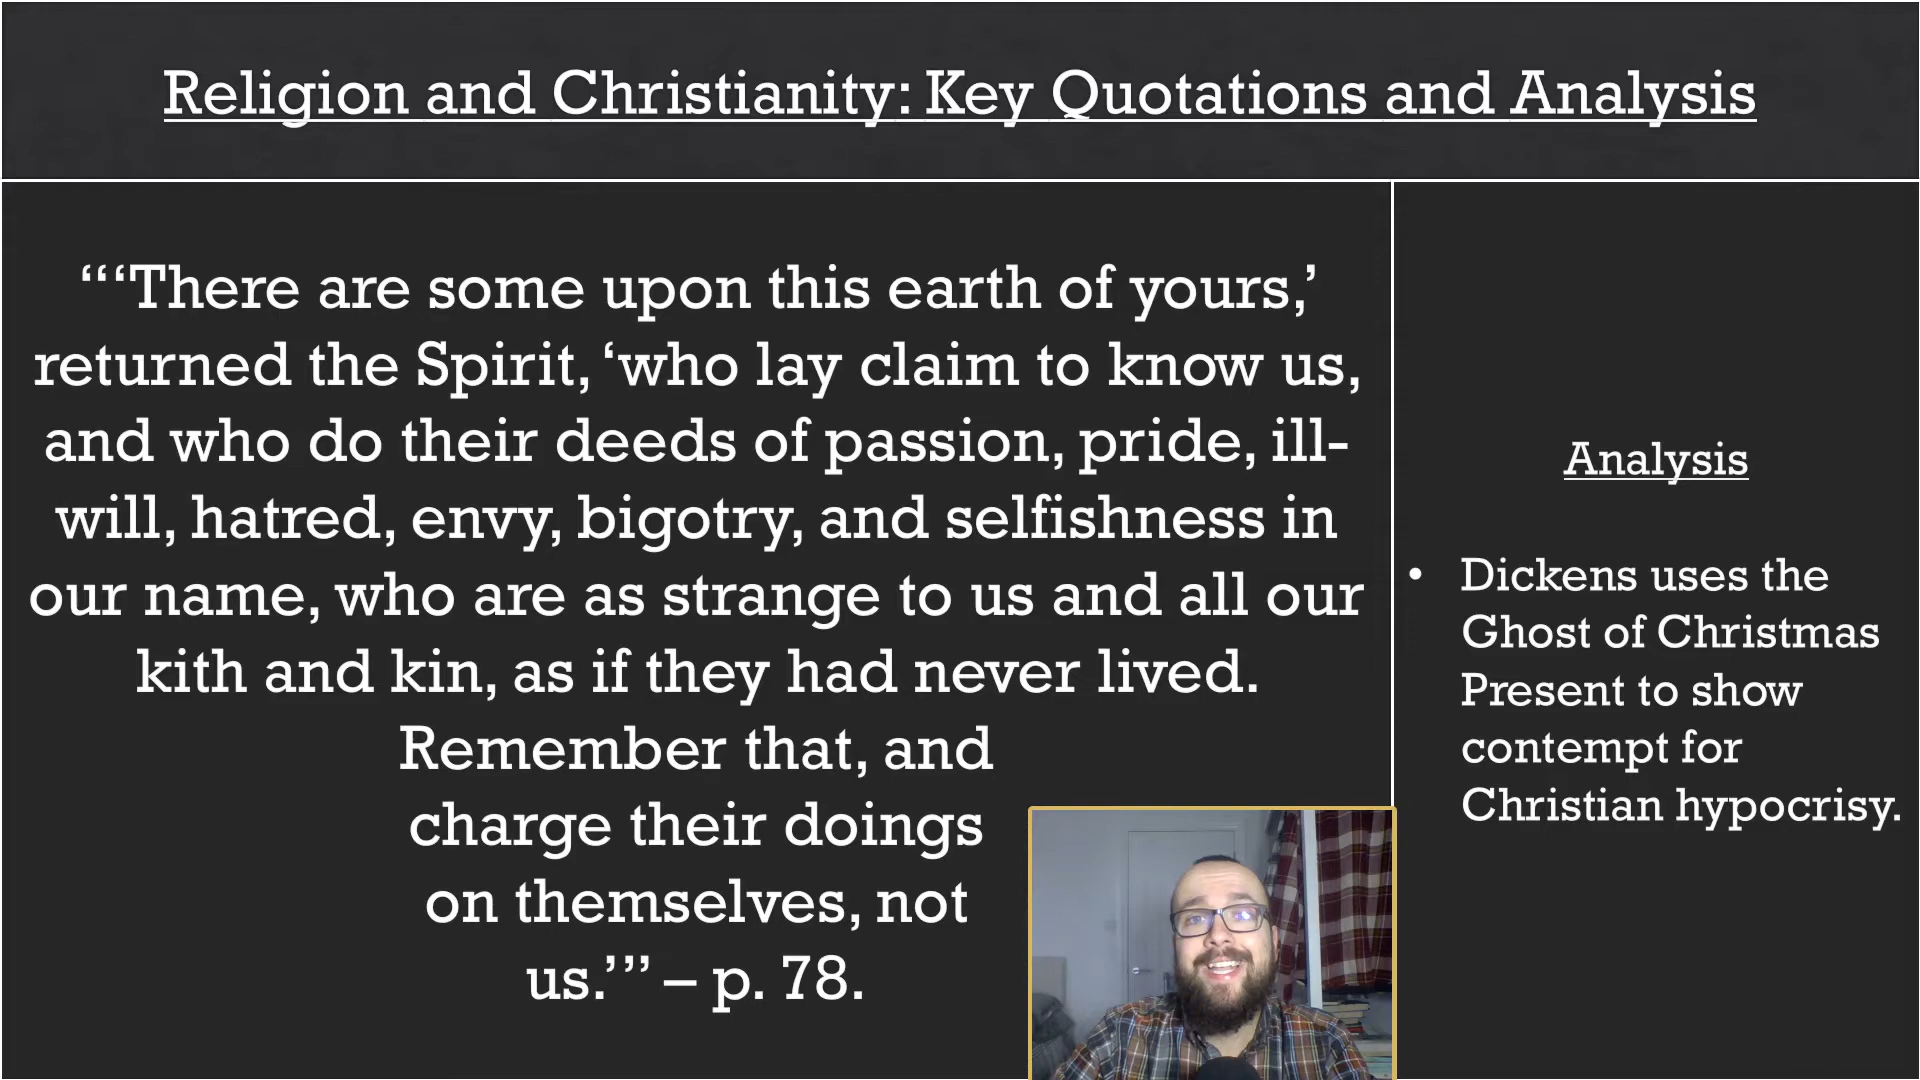 Religion and Christianity: Key Quotations and Analysis
“‘“There are some upon this earth of yours,’
returned the Spirit, ‘who lay claim to know us,
and who do their deeds of passion, pride, ill-
will, hatred, envy, bigotry, and selfishness in
our name, who are as strange to us and all our
kith and kin, as if they had never lived.
Remember that, and
charge their doings
on themselves, not
us.’” – p. 78.
Analysis
• Dickens uses the
Ghost of Christmas
Present to show
contempt for
Christian hypocrisy.